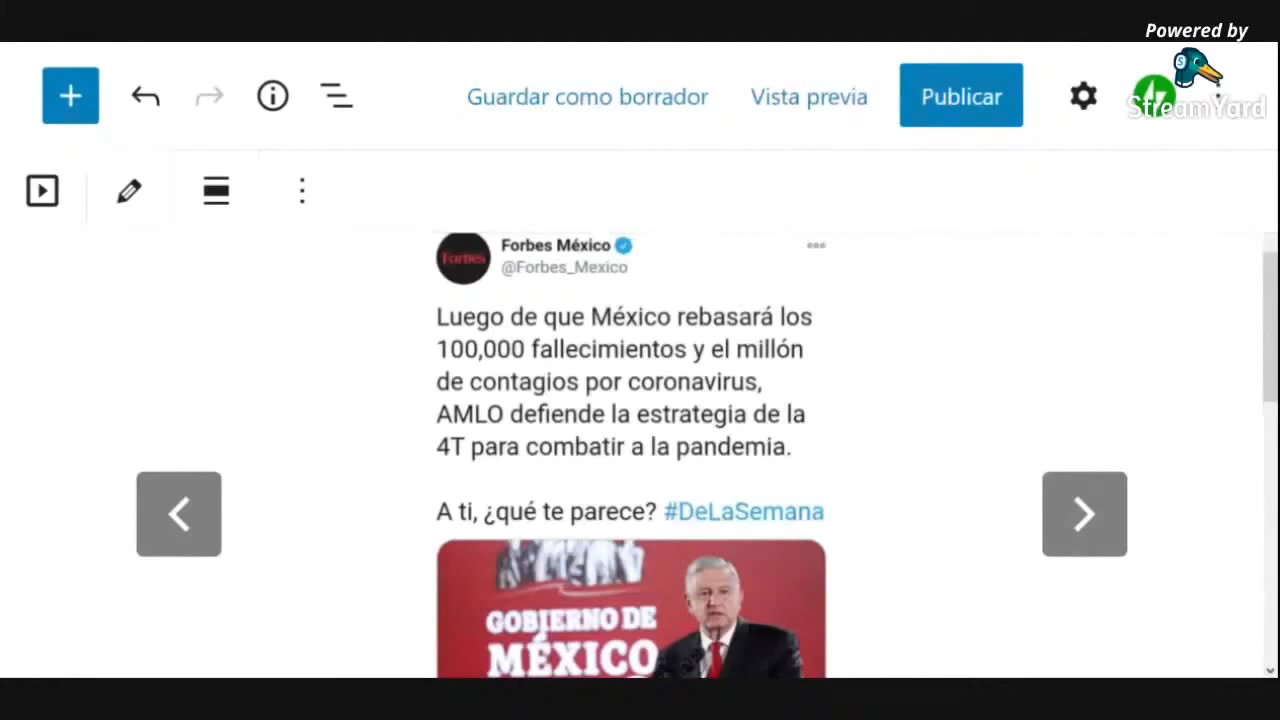 Powered by
StreamYard
Guardar como borrador
Vista previa
Publicar
Forbes
Forbes México
@Forbes_Mexico
Luego de que México rebasará los
100,000 fallecimientos y el millón
de contagios por coronavirus,
AMLO defiende la estrategia de la
4T para combatir a la pandemia.
A ti, ¿qué te parece? #DeLaSemana
GOBIERNO DE
MÉXICO